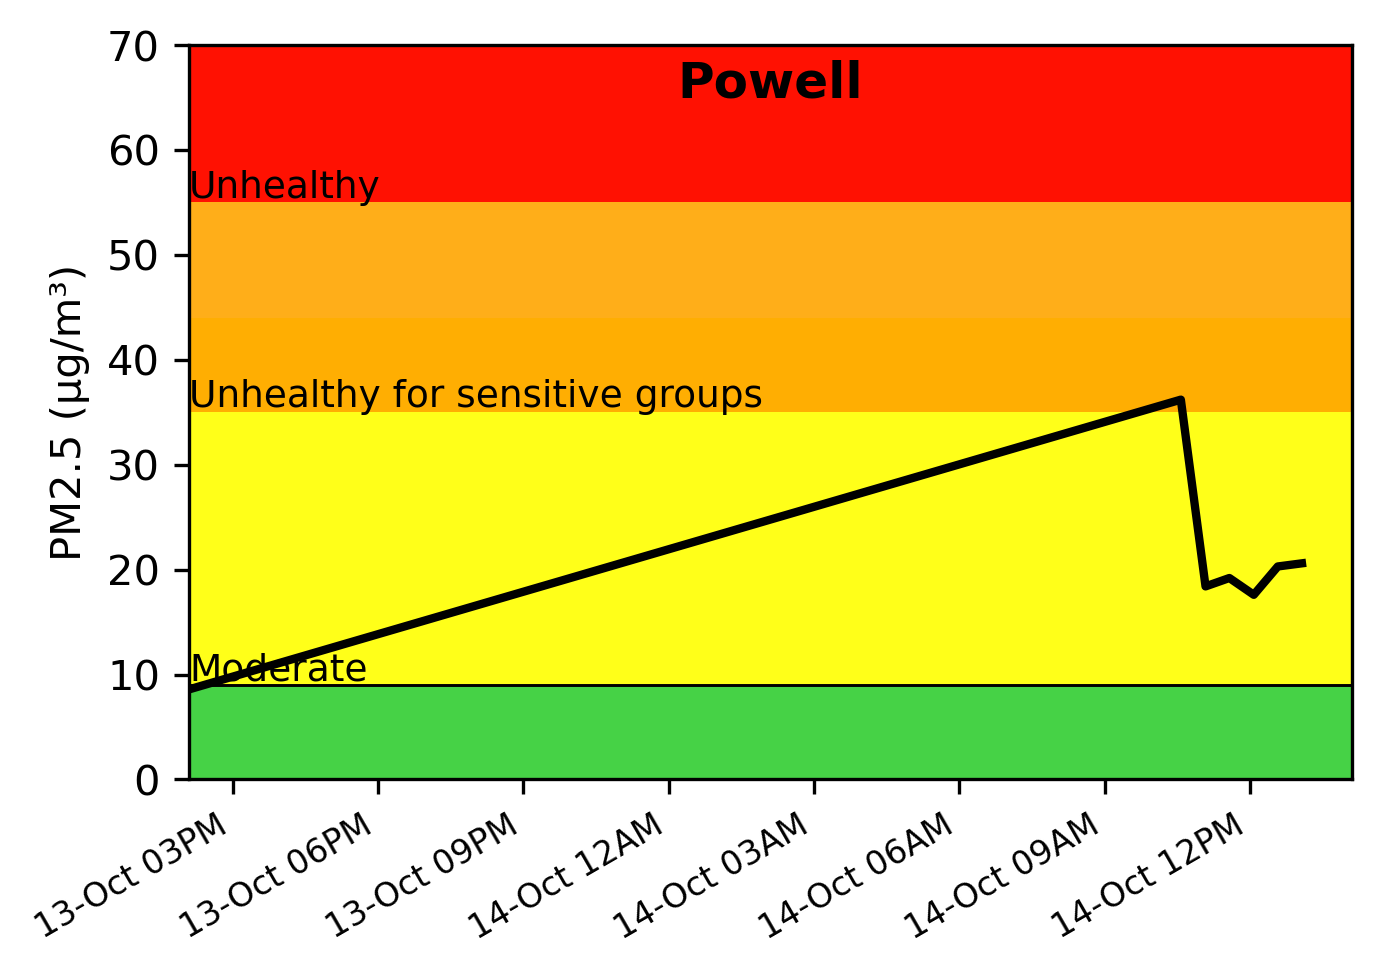 Powell
70
60
Unhealthy
50
40
Unhealthy for sensitive groups
30
20
Moderate
10
0
PM2.5 (µg/m³)
13-Oct 03PM
13-Oct 06PM
13-Oct 09PM
14-Oct 12AM
14-Oct 03AM
14-Oct 06AM
14-Oct 09AM
14-Oct 12PM